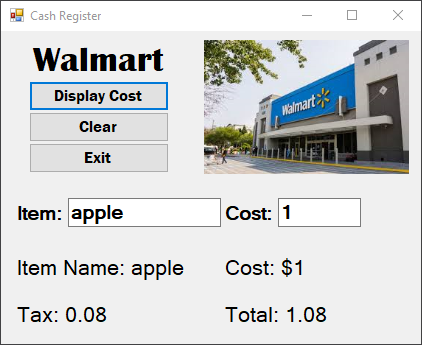 Cash Register
Walmart
Display Cost
Clear
Exit
Walmart
Item: apple Cost: 1
Item Name: apple Cost: $1
Tax: 0.08 Total: 1.08